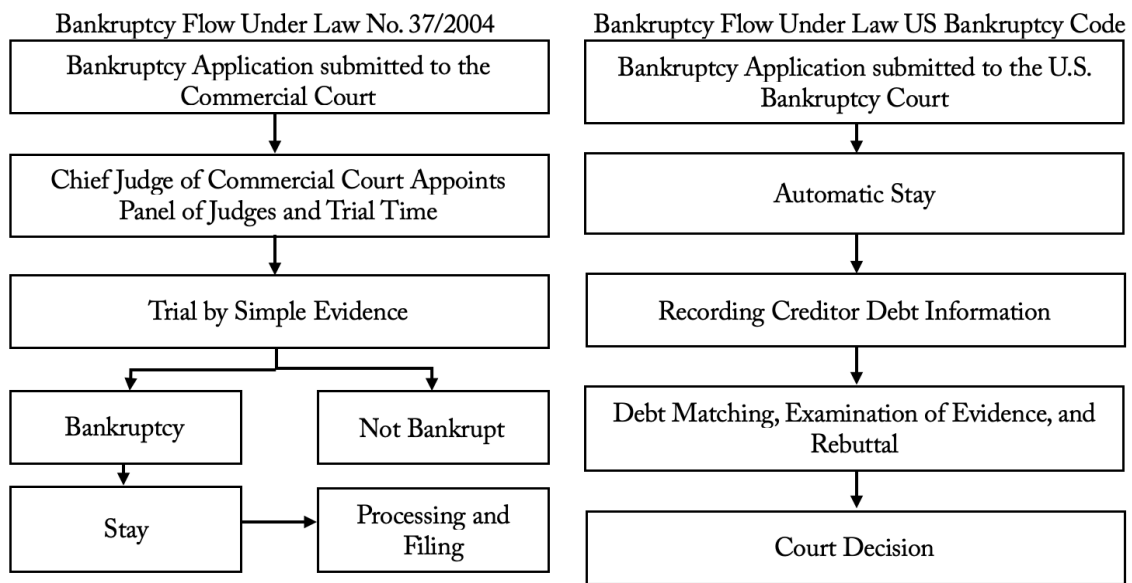 Bankruptcy Flow Under Law No. 37/2004
Bankruptcy Application submitted to the
Commercial Court
Chief Judge of Commercial Court Appoints
Panel of Judges and Trial Time
Trial by Simple Evidence
Bankruptcy
Not Bankrupt
Stay
Processing and
Filing
Bankruptcy Flow Under Law US Bankruptcy Code
Bankruptcy Application submitted to the U.S.
Bankruptcy Court
Automatic Stay
Recording Creditor Debt Information
Debt Matching, Examination of Evidence, and
Rebuttal
Court Decision